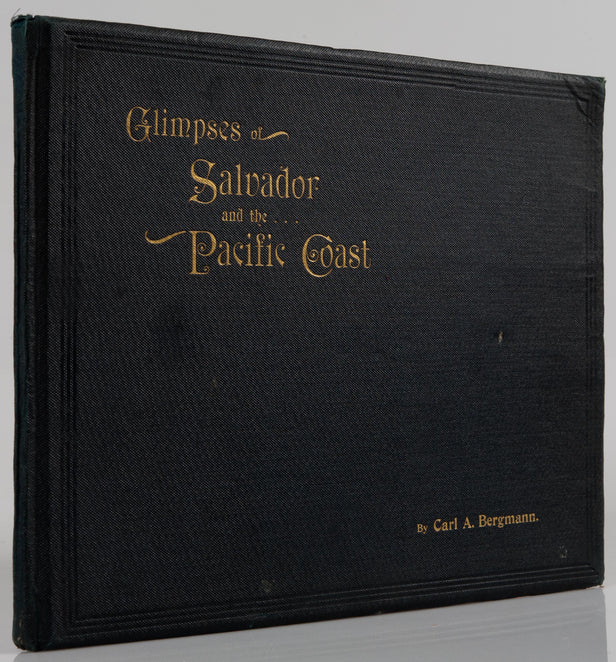 Glimpses of
Salvador
and the . . .
Pacific Coast
By Carl A. Bergmann.